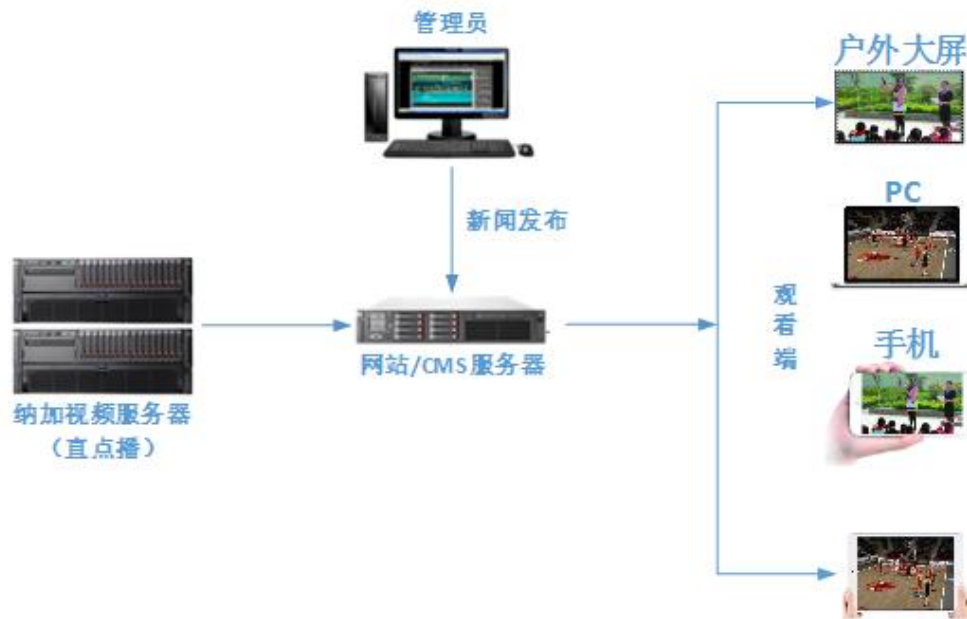 管理员
户外大屏
新闻发布
PC
观
看
端
手机
网站/CMS服务器
纳加视频服务器
（直点播）